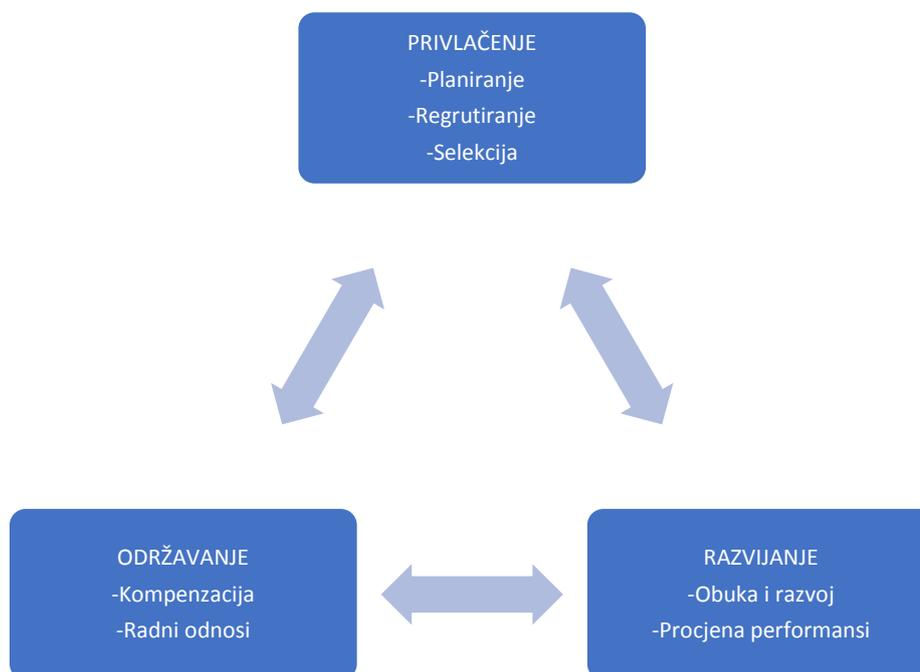 PRIVLAČENJE
-Planiranje
-Regrutiranje
-Selekcija
ODRŽAVANJE
-Kompenzacija
-Radni odnosi
RAZVIJANJE
-Obuka i razvoj
-Procjena performansi